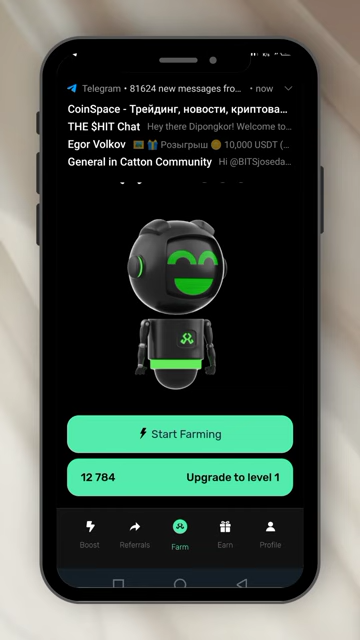 Telegram • 81624 new messages fro... • now
CoinSpace - Трейдинг, новости, криптова...
THE $HIT Chat Hey there Dipongkor! Welcome to...
Egor Volkov Розыгрыш 10,000 USDT (...
General in Catton Community Hi @BITSjoseda...
Start Farming
12 784 Upgrade to level 1
Boost Referrals Farm Earn Profile